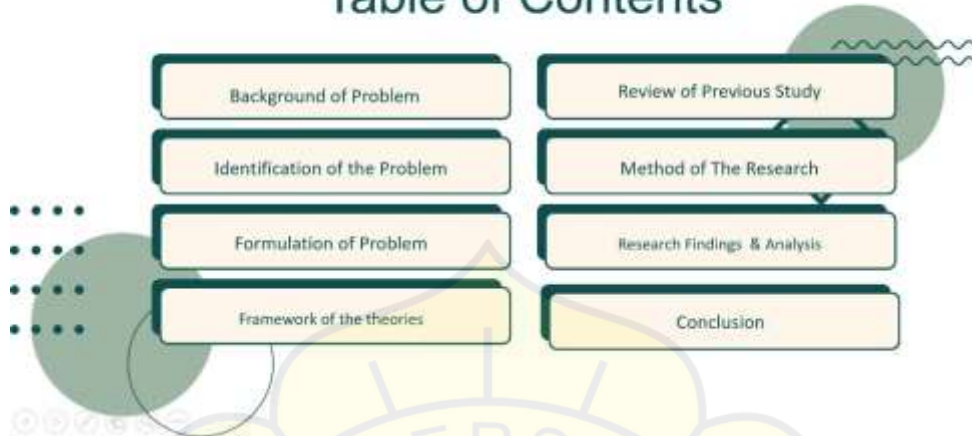 Table of Contents
Background of Problem
Identification of the Problem
Formulation of Problem
Framework of the theories
Review of Previous Study
Method of The Research
Research Findings & Analysis
Conclusion